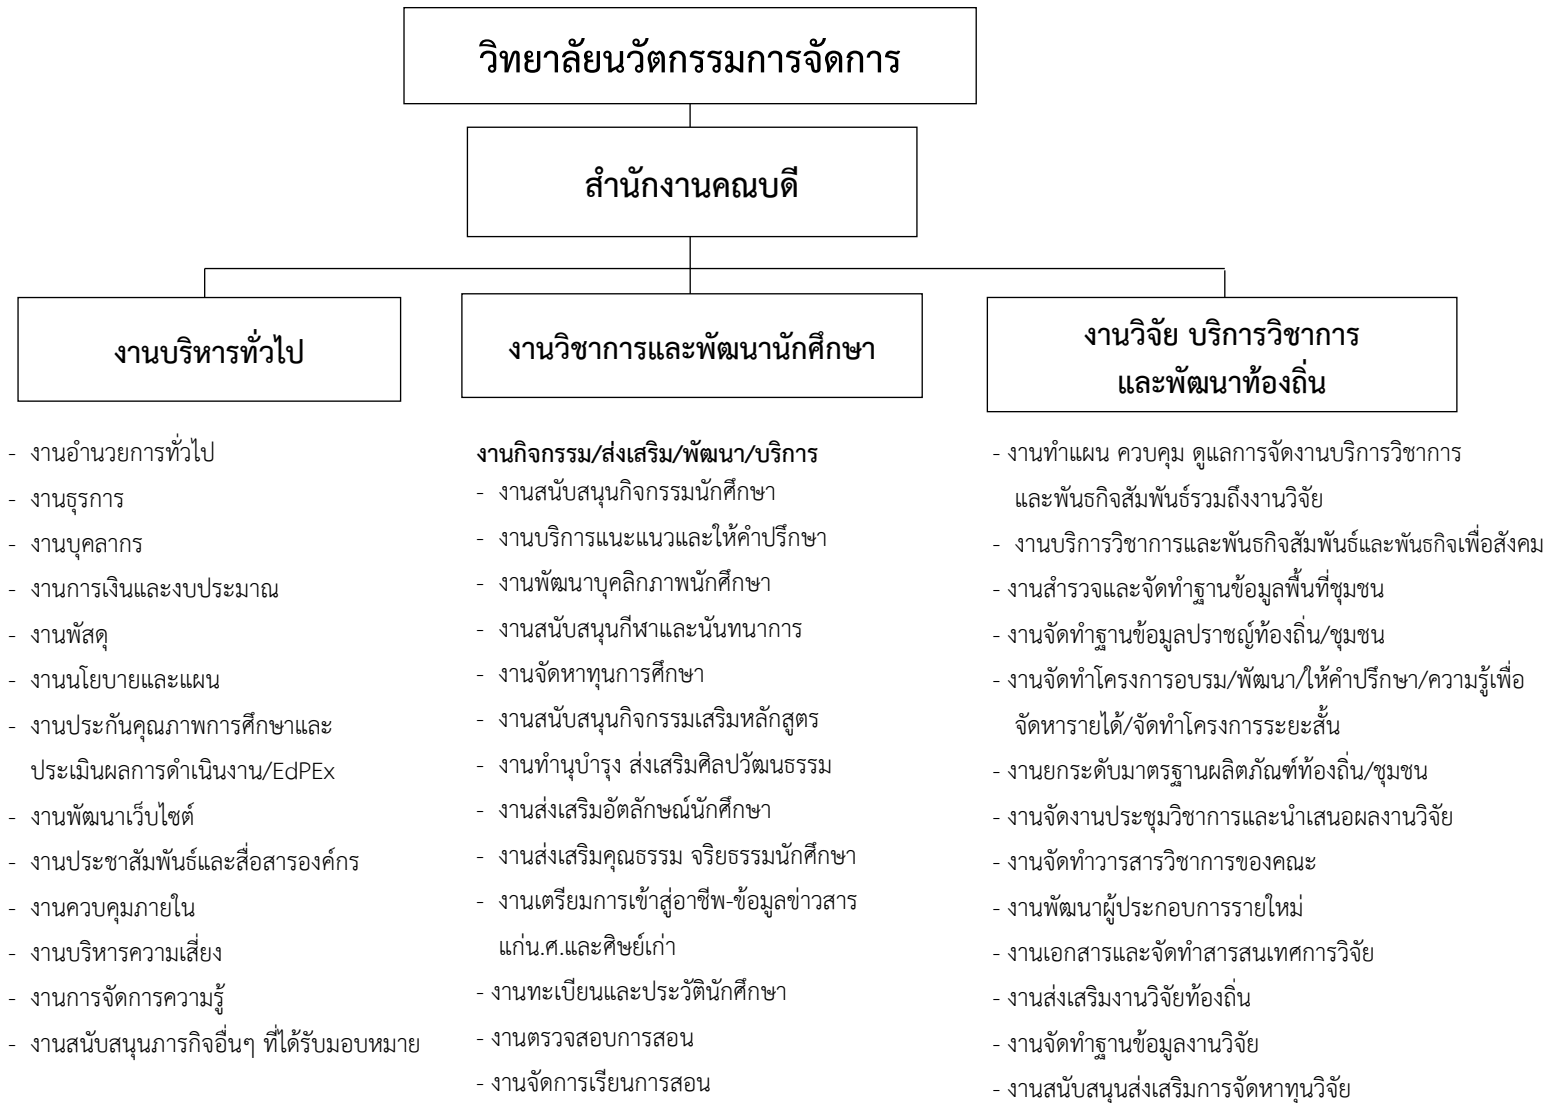 วิทยาลัยนวัตกรรมการจัดการ
สำนักงานคณบดี
งานบริหารทั่วไป
- งานอำนวยการทั่วไป
- งานธุรการ
- งานบุคลากร
- งานการเงินและงบประมาณ
- งานพัสดุ
- งานนโยบายและแผน
- งานประกันคุณภาพการศึกษาและ
ประเมินผลการดำเนินงาน/EdPEx
- งานพัฒนาเว็บไซต์
- งานประชาสัมพันธ์และสื่อสารองค์กร
- งานควบคุมภายใน
- งานบริหารความเสี่ยง
- งานการจัดการความรู้
- งานสนับสนุนภารกิจอื่นๆ ที่ได้รับมอบหมาย
งานวิชาการและพัฒนานักศึกษา
งานกิจกรรม/ส่งเสริม/พัฒนา/บริการ
- งานสนับสนุนกิจกรรมนักศึกษา
- งานบริการแนะแนวและให้คำปรึกษา
- งานพัฒนาบุคลิกภาพนักศึกษา
- งานสนับสนุนกีฬาและนันทนาการ
- งานจัดหาทุนการศึกษา
- งานสนับสนุนกิจกรรมเสริมหลักสูตร
- งานทำนุบำรุง ส่งเสริมศิลปวัฒนธรรม
- งานส่งเสริมอัตลักษณ์นักศึกษา
- งานส่งเสริมคุณธรรม จริยธรรมนักศึกษา
- งานเตรียมการเข้าสู่อาชีพ-ข้อมูลข่าวสาร
แก่น.ศ.และศิษย์เก่า
- งานทะเบียนและประวัตินักศึกษา
- งานตรวจสอบการสอน
- งานจัดการเรียนการสอน
งานวิจัย บริการวิชาการ
และพัฒนาท้องถิ่น
- งานทำแผน ควบคุม ดูแลการจัดงานบริการวิชาการ
และพันธกิจสัมพันธ์รวมถึงงานวิจัย
- งานบริการวิชาการและพันธกิจสัมพันธ์และพันธกิจเพื่อสังคม
- งานสำรวจและจัดทำฐานข้อมูลพื้นที่ชุมชน
- งานจัดทำฐานข้อมูลปราชญ์ท้องถิ่น/ชุมชน
- งานจัดทำโครงการอบรม/พัฒนา/ให้คำปรึกษา/ความรู้เพื่อ
จัดหารายได้/จัดทำโครงการระยะสั้น
- งานยกระดับมาตรฐานผลิตภัณฑ์ท้องถิ่น/ชุมชน
- งานจัดงานประชุมวิชาการและนำเสนอผลงานวิจัย
- งานจัดทำวารสารวิชาการของคณะ
- งานพัฒนาผู้ประกอบการรายใหม่
- งานเอกสารและจัดทำสารสนเทศการวิจัย
- งานส่งเสริมงานวิจัยท้องถิ่น
- งานจัดทำฐานข้อมูลงานวิจัย
- งานสนับสนุนส่งเสริมการจัดหาทุนวิจัย